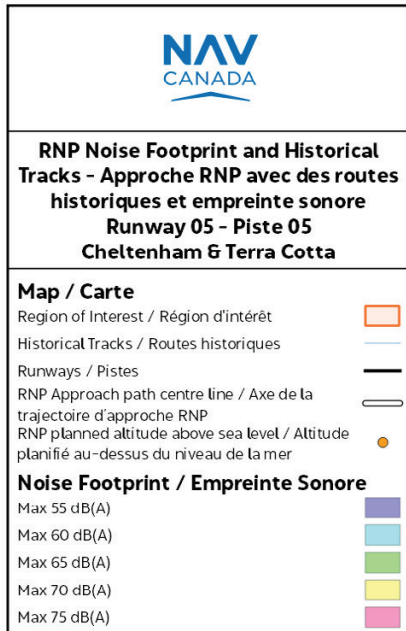 NAV
CANADA
RNP Noise Footprint and Historical
Tracks - Approche RNP avec des routes
historiques et empreinte sonore
Runway 05 - Piste 05
Cheltenham & Terra Cotta
Map / Carte
Region of Interest / Région d'intérêt
Historical Tracks / Routes historiques
Runways / Pistes
RNP Approach path centre line / Axe de la
trajectoire d'approche RNP
RNP planned altitude above sea level / Altitude
planifié au-dessus du niveau de la mer
Noise Footprint / Empreinte Sonore
Max 55 dB(A)
Max 60 dB(A)
Max 65 dB(A)
Max 70 dB(A)
Max 75 dB(A)